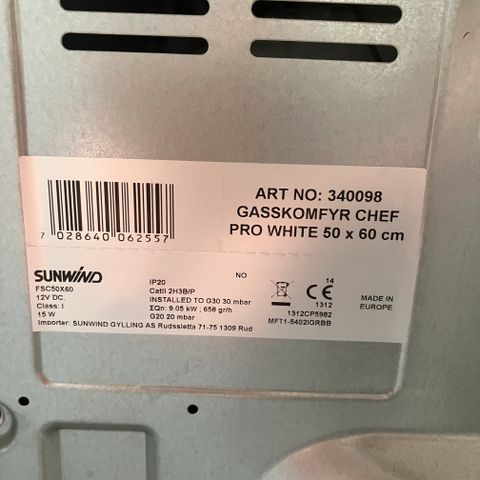 ART NO: 340098
GASSKOMFYR CHEF
PRO WHITE 50 x 60 cm
7 028640 062557
SUNWIND
FSC50X60
12V DC.
Class: I
15 W
Importer: SUNWIND GYLLING AS Rudssletta 71-75 1309 Rud
IP20
CatII 2H3B/P
INSTALLED TO G30 30 mbar
ΣQn: 9.05 kW ; 658 gr/h
G20 20 mbar
NO
CE
14
1312
1312CP5982
MFT1-5402IGRBB
MADE IN
EUROPE